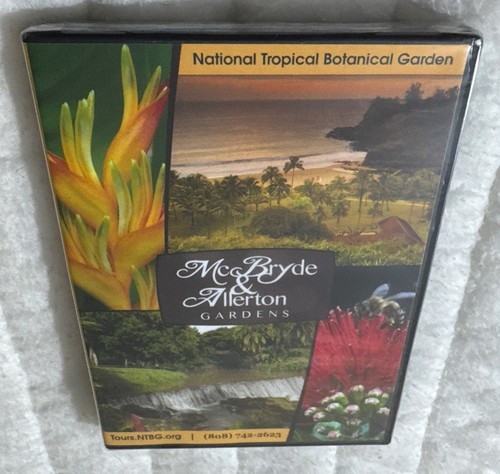 National Tropical Botanical Garden
McBryde
&
Allerton
GARDENS
Tours.NTBG.org | (808) 742-2623